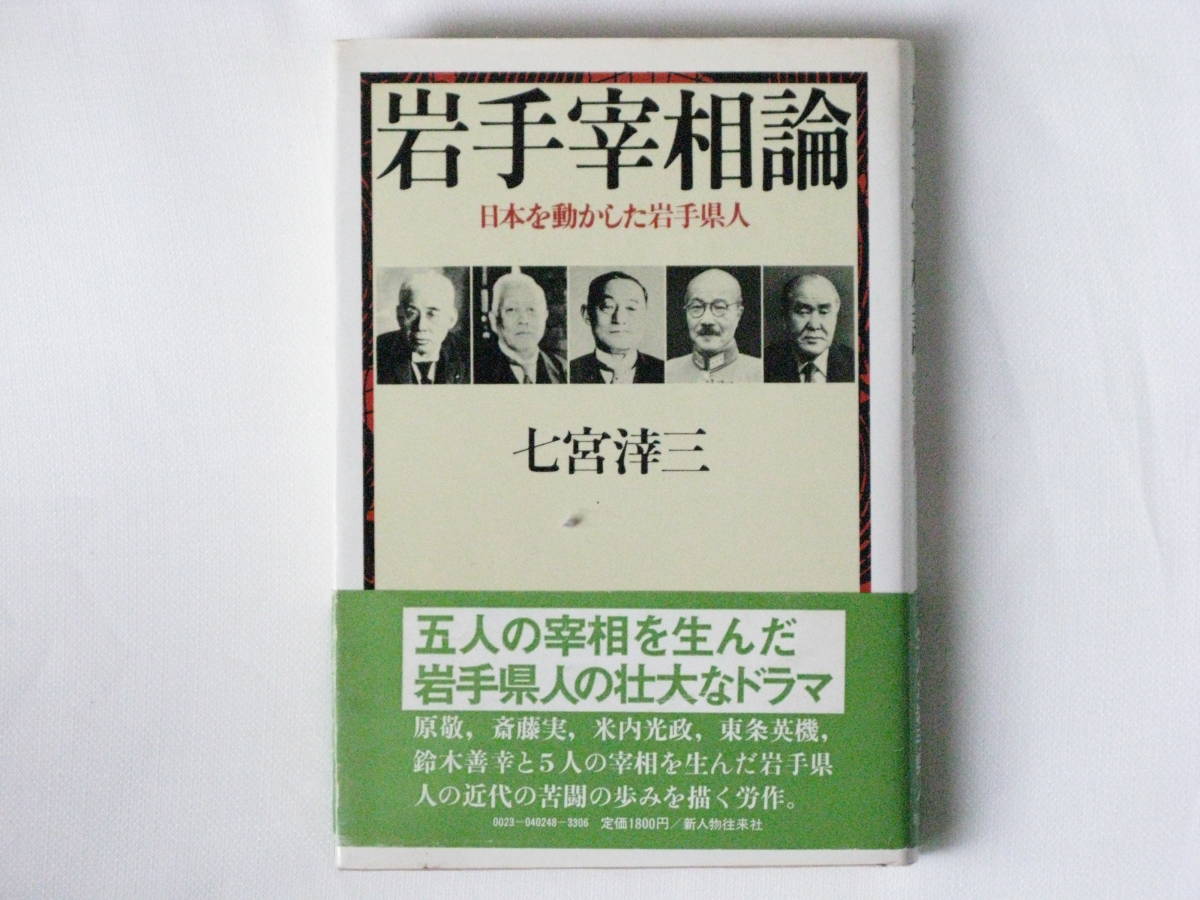 岩手宰相論
日本を動かした岩手県人
七宮涬三
五人の宰相を生んだ
岩手県人の壮大なドラマ
原敬，斎藤実，米内光政，東条英機，
鈴木善幸と5人の宰相を生んだ岩手県
人の近代の苦闘の歩みを描く労作。
0023-040248-3306 定価1800円／新人物往来社